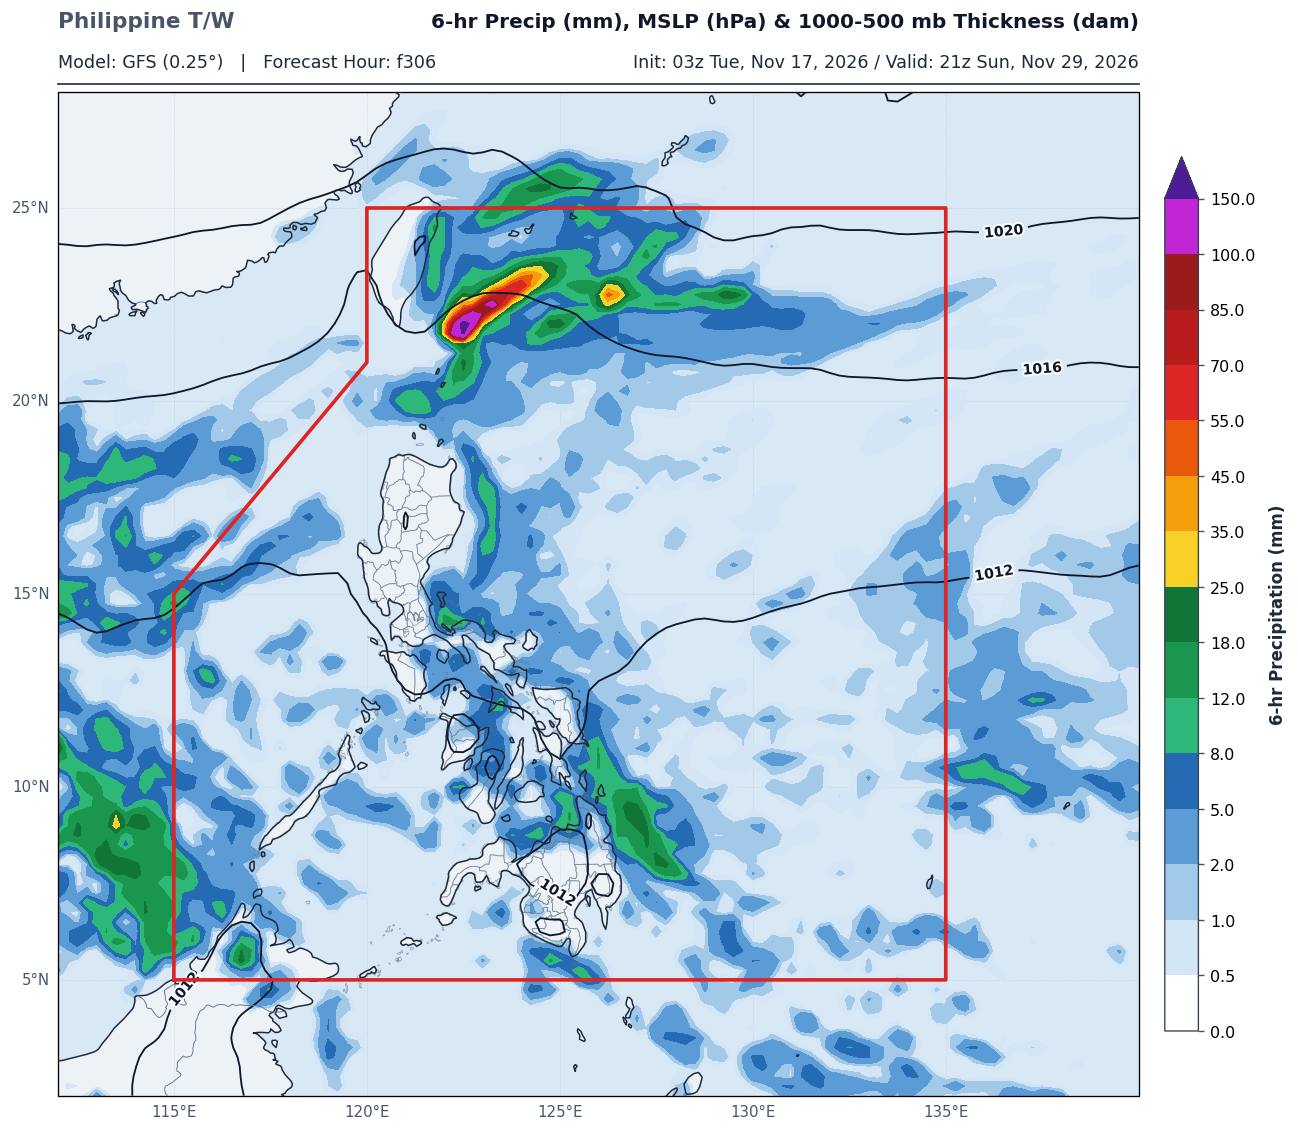 Philippine T/W
6-hr Precip (mm), MSLP (hPa) & 1000-500 mb Thickness (dam)
Model: GFS (0.25°) | Forecast Hour: f306
Init: 03z Tue, Nov 17, 2026 / Valid: 21z Sun, Nov 29, 2026
25°N
20°N
15°N
10°N
5°N
115°E
120°E
125°E
130°E
135°E
1020
1016
1012
1012
1012
150.0
100.0
85.0
70.0
55.0
45.0
35.0
25.0
18.0
12.0
8.0
5.0
2.0
1.0
0.5
0.0
6-hr Precipitation (mm)